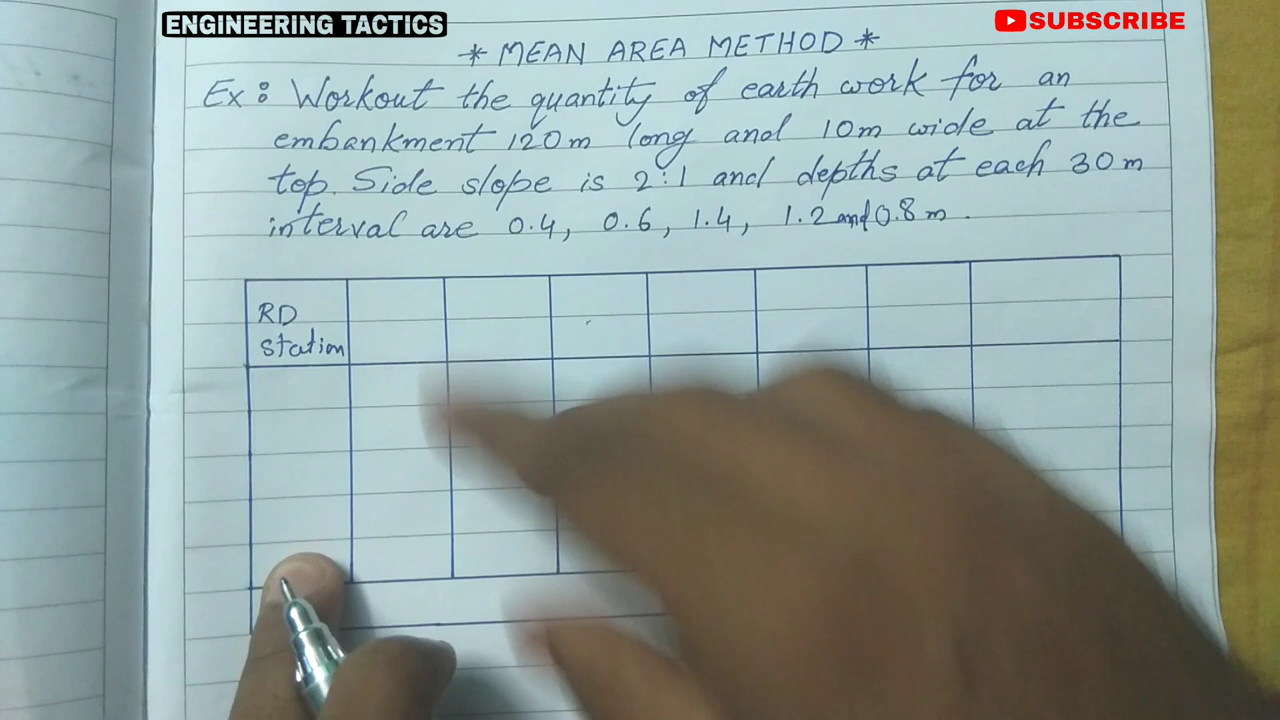 ENGINEERING TACTICS
SUBSCRIBE
* MEAN AREA METHOD *
Ex: Workout the quantity of earth work for an
embankment 120m long and 10m wide at the
top. Side slope is 2:1 and depths at each 30m
interval are 0.4, 0.6, 1.4, 1.2 and 0.8m.
RD
station